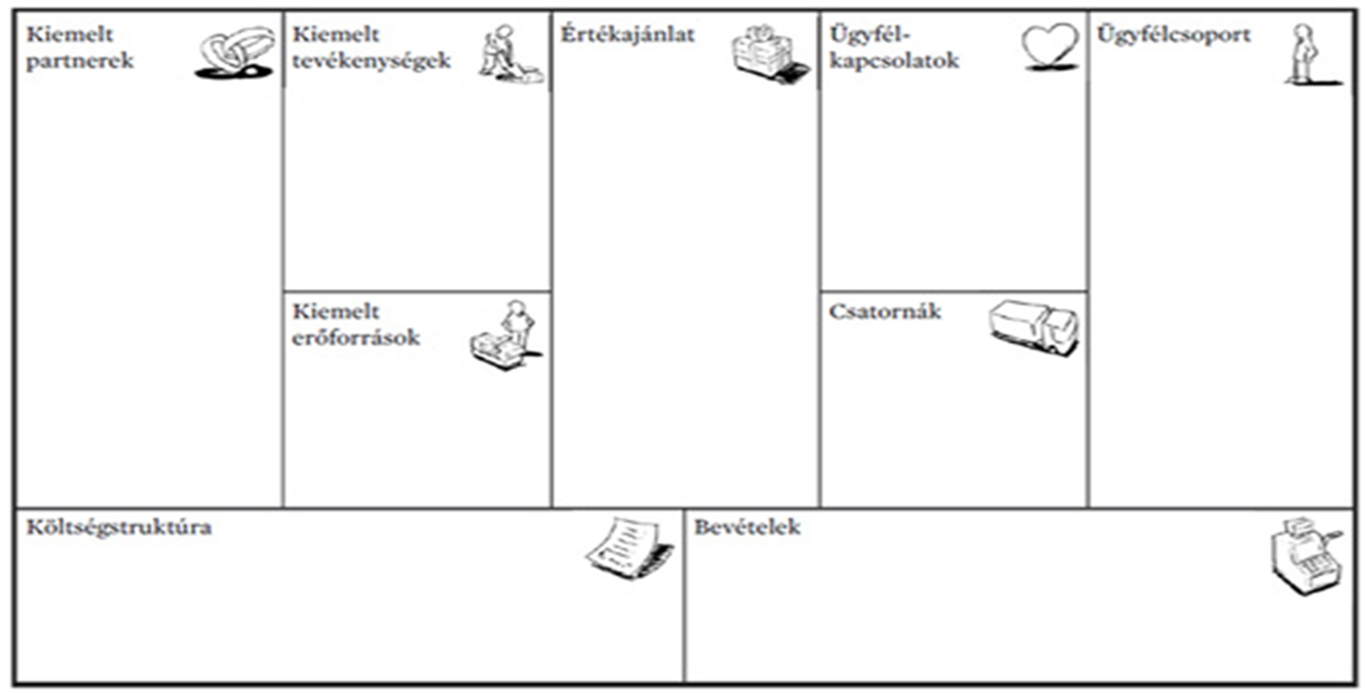 Kiemelt
partnerek
Kiemelt
tevékenységek
Értékajánlat
Ügyfél-
kapcsolatok
Ügyfélcsoport
Kiemelt
erőforrások
Csatornák
Költségstruktúra
Bevételek